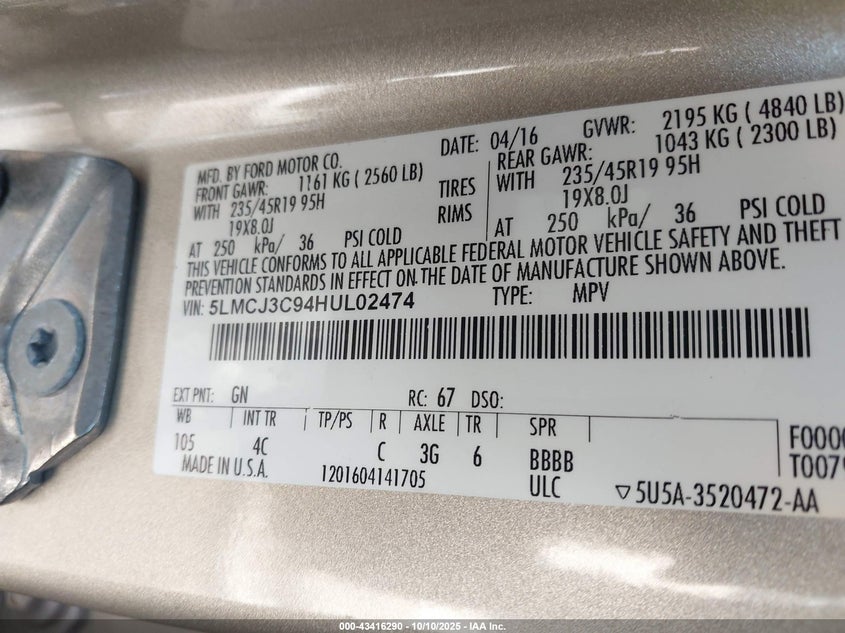 MFD. BY FORD MOTOR CO. DATE: 04/16 GVWR: 2195 KG ( 4840 LB)
FRONT GAWR: 1161 KG ( 2560 LB) REAR GAWR: 1043 KG ( 2300 LB)
WITH 235/45R19 95H TIRES WITH 235/45R19 95H
19X8.0J RIMS 19X8.0J
AT 250 kPa/ 36 PSI COLD AT 250 kPa/ 36 PSI COLD
THIS VEHICLE CONFORMS TO ALL APPLICABLE FEDERAL MOTOR VEHICLE SAFETY AND THEFT
PREVENTION STANDARDS IN EFFECT ON THE DATE OF MANUFACTURE SHOWN ABOVE.
VIN: 5LMCJ3C94HUL02474 TYPE: MPV
EXT PNT: GN RC: 67 DSO:
WB INT TR TP/PS R AXLE TR SPR
105 4C C 3G 6 BBBB
MADE IN U.S.A. 1201604141705 ULC ▽5U5A-3520472-AA
000-43416290 - 10/10/2025 - IAA Inc.